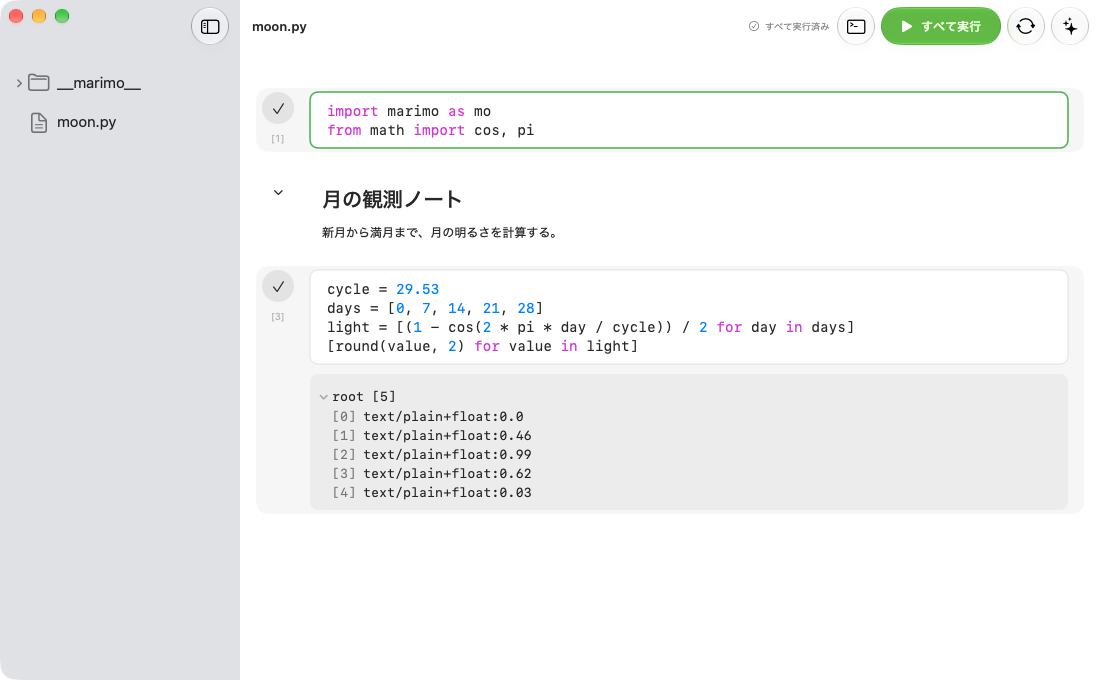 moon.py
すべて実行済み
すべて実行
__marimo__
moon.py
[1]
import marimo as mo
from math import cos, pi
月の観測ノート
新月から満月まで、月の明るさを計算する。
[3]
cycle = 29.53
days = [0, 7, 14, 21, 28]
light = [(1 - cos(2 * pi * day / cycle)) / 2 for day in days]
[round(value, 2) for value in light]
root [5]
[0] text/plain+float:0.0
[1] text/plain+float:0.46
[2] text/plain+float:0.99
[3] text/plain+float:0.62
[4] text/plain+float:0.03